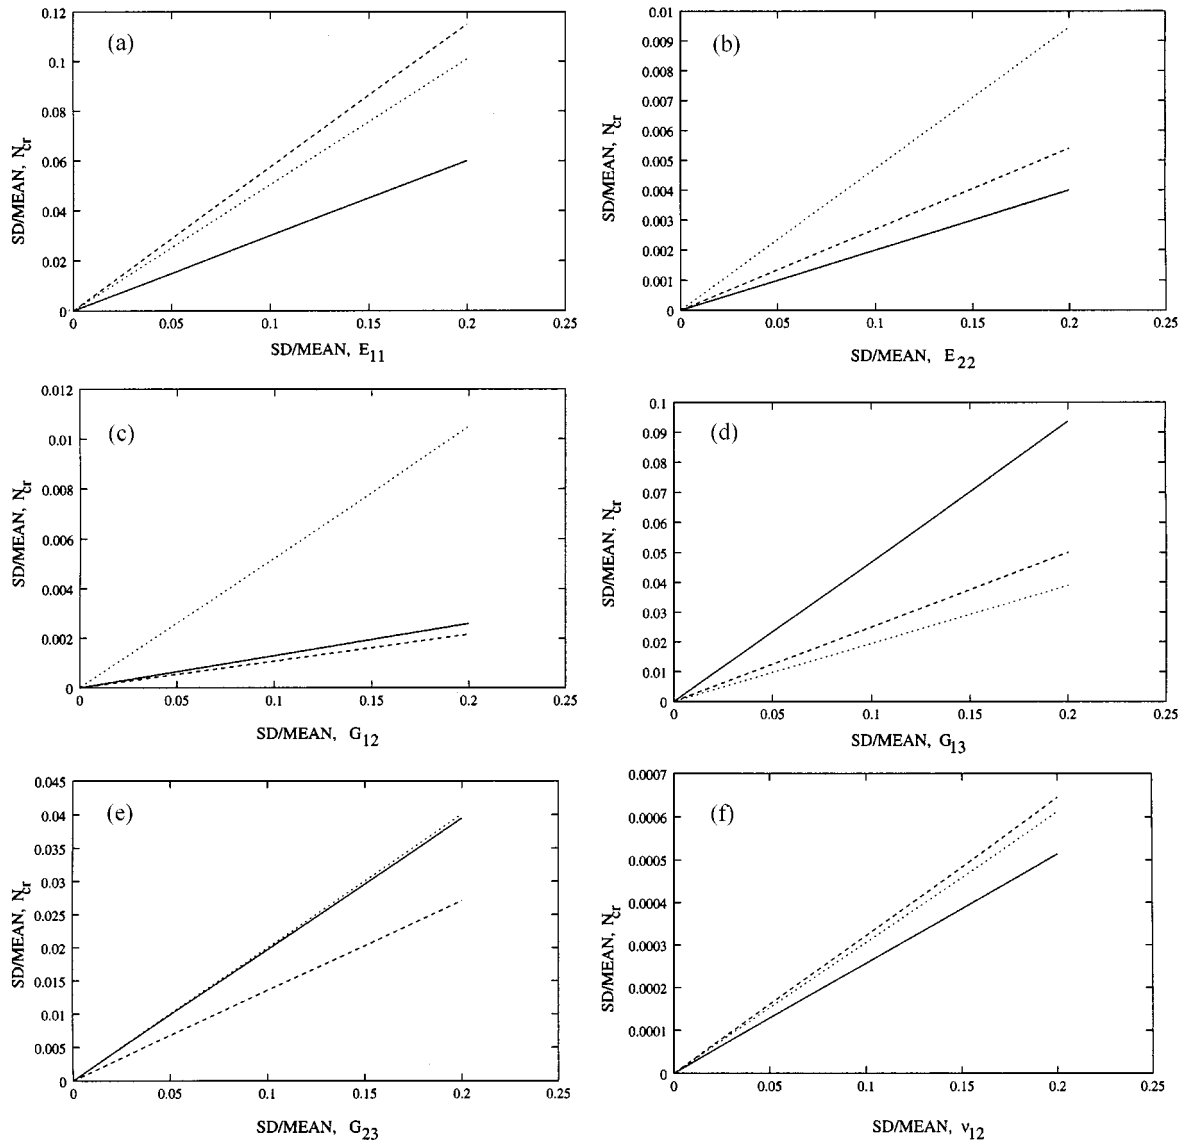 (a)
0.12
0.1
0.08
0.06
0.04
0.02
0
0 0.05 0.1 0.15 0.2 0.25
SD/MEAN, Ncr
SD/MEAN, E11
(b)
0.01
0.009
0.008
0.007
0.006
0.005
0.004
0.003
0.002
0.001
0
0 0.05 0.1 0.15 0.2 0.25
SD/MEAN, Ncr
SD/MEAN, E22
(c)
0.012
0.01
0.008
0.006
0.004
0.002
0
0 0.05 0.1 0.15 0.2 0.25
SD/MEAN, Ncr
SD/MEAN, G12
(d)
0.1
0.09
0.08
0.07
0.06
0.05
0.04
0.03
0.02
0.01
0
0 0.05 0.1 0.15 0.2 0.25
SD/MEAN, Ncr
SD/MEAN, G13
(e)
0.045
0.04
0.035
0.03
0.025
0.02
0.015
0.01
0.005
0
0 0.05 0.1 0.15 0.2 0.25
SD/MEAN, Ncr
SD/MEAN, G23
(f)
0.0007
0.0006
0.0005
0.0004
0.0003
0.0002
0.0001
0
0 0.05 0.1 0.15 0.2 0.25
SD/MEAN, Ncr
SD/MEAN, ν12